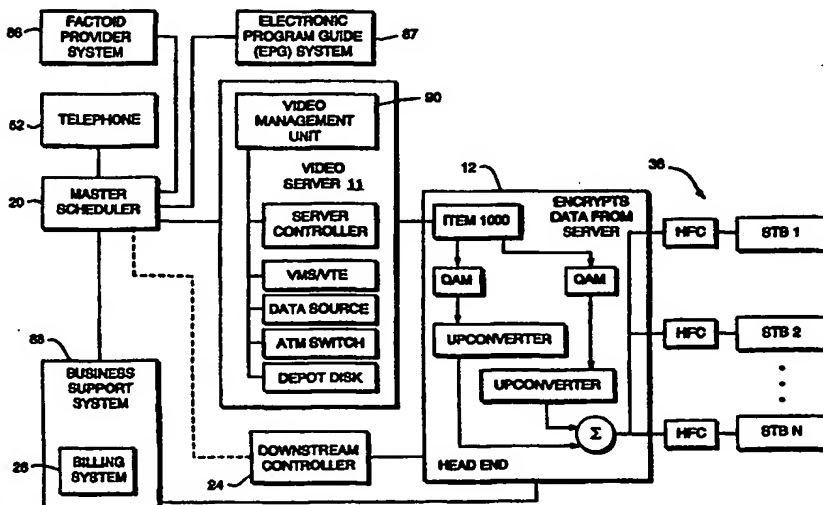 86
FACTOID
PROVIDER
SYSTEM
ELECTRONIC
PROGRAM GUIDE
(EPG) SYSTEM
87
52
TELEPHONE
20
MASTER
SCHEDULER
90
VIDEO
MANAGEMENT
UNIT
VIDEO
SERVER 11
SERVER
CONTROLLER
VMS/VTE
DATA SOURCE
ATM SWITCH
DEPOT DISK
12
ENCRYPTS
DATA FROM
SERVER
ITEM 1000
QAM
QAM
UPCONVERTER
UPCONVERTER
Σ
HEAD END
36
HFC
STB 1
HFC
STB 2
HFC
STB N
88
BUSINESS
SUPPORT
SYSTEM
26
BILLING
SYSTEM
DOWNSTREAM
CONTROLLER
24